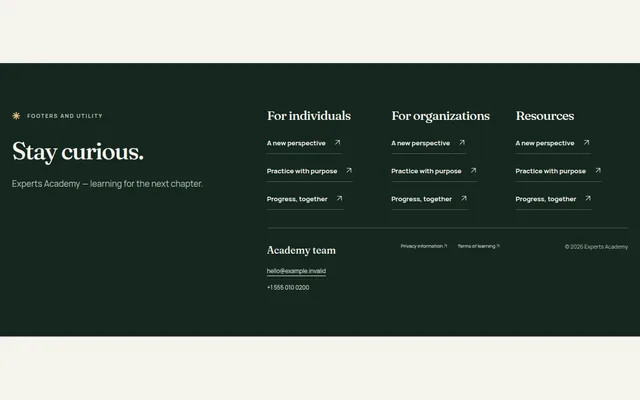 FOOTERS AND UTILITY
Stay curious.
Experts Academy — learning for the next chapter.
For individuals
A new perspective
Practice with purpose
Progress, together
For organizations
A new perspective
Practice with purpose
Progress, together
Resources
A new perspective
Practice with purpose
Progress, together
Academy team
hello@example.invalid
+1 555 010 0200
Privacy information
Terms of learning
© 2026 Experts Academy